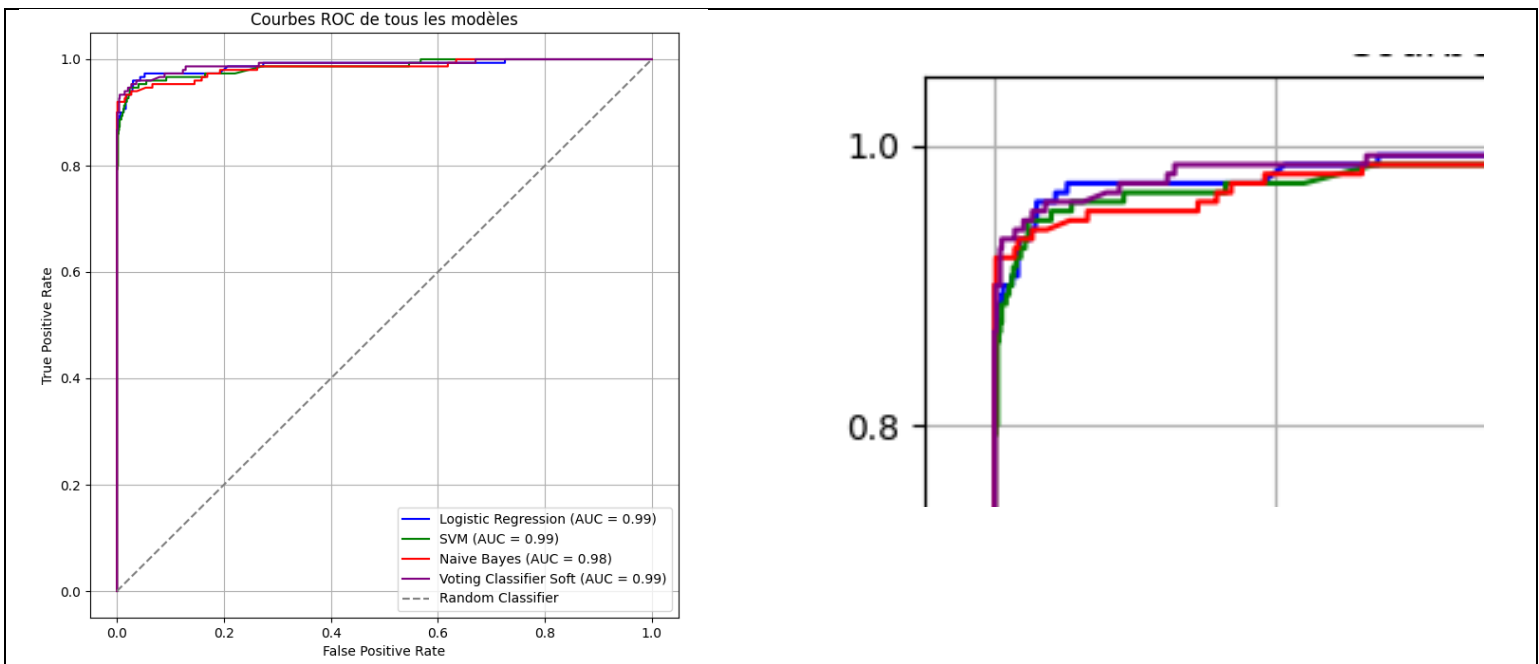 Courbes ROC de tous les modèles
1.0
0.8
0.6
0.4
0.2
0.0
True Positive Rate
0.0 0.2 0.4 0.6 0.8 1.0
False Positive Rate
Logistic Regression (AUC = 0.99)
SVM (AUC = 0.99)
Naive Bayes (AUC = 0.98)
Voting Classifier Soft (AUC = 0.99)
Random Classifier
1.0
0.8